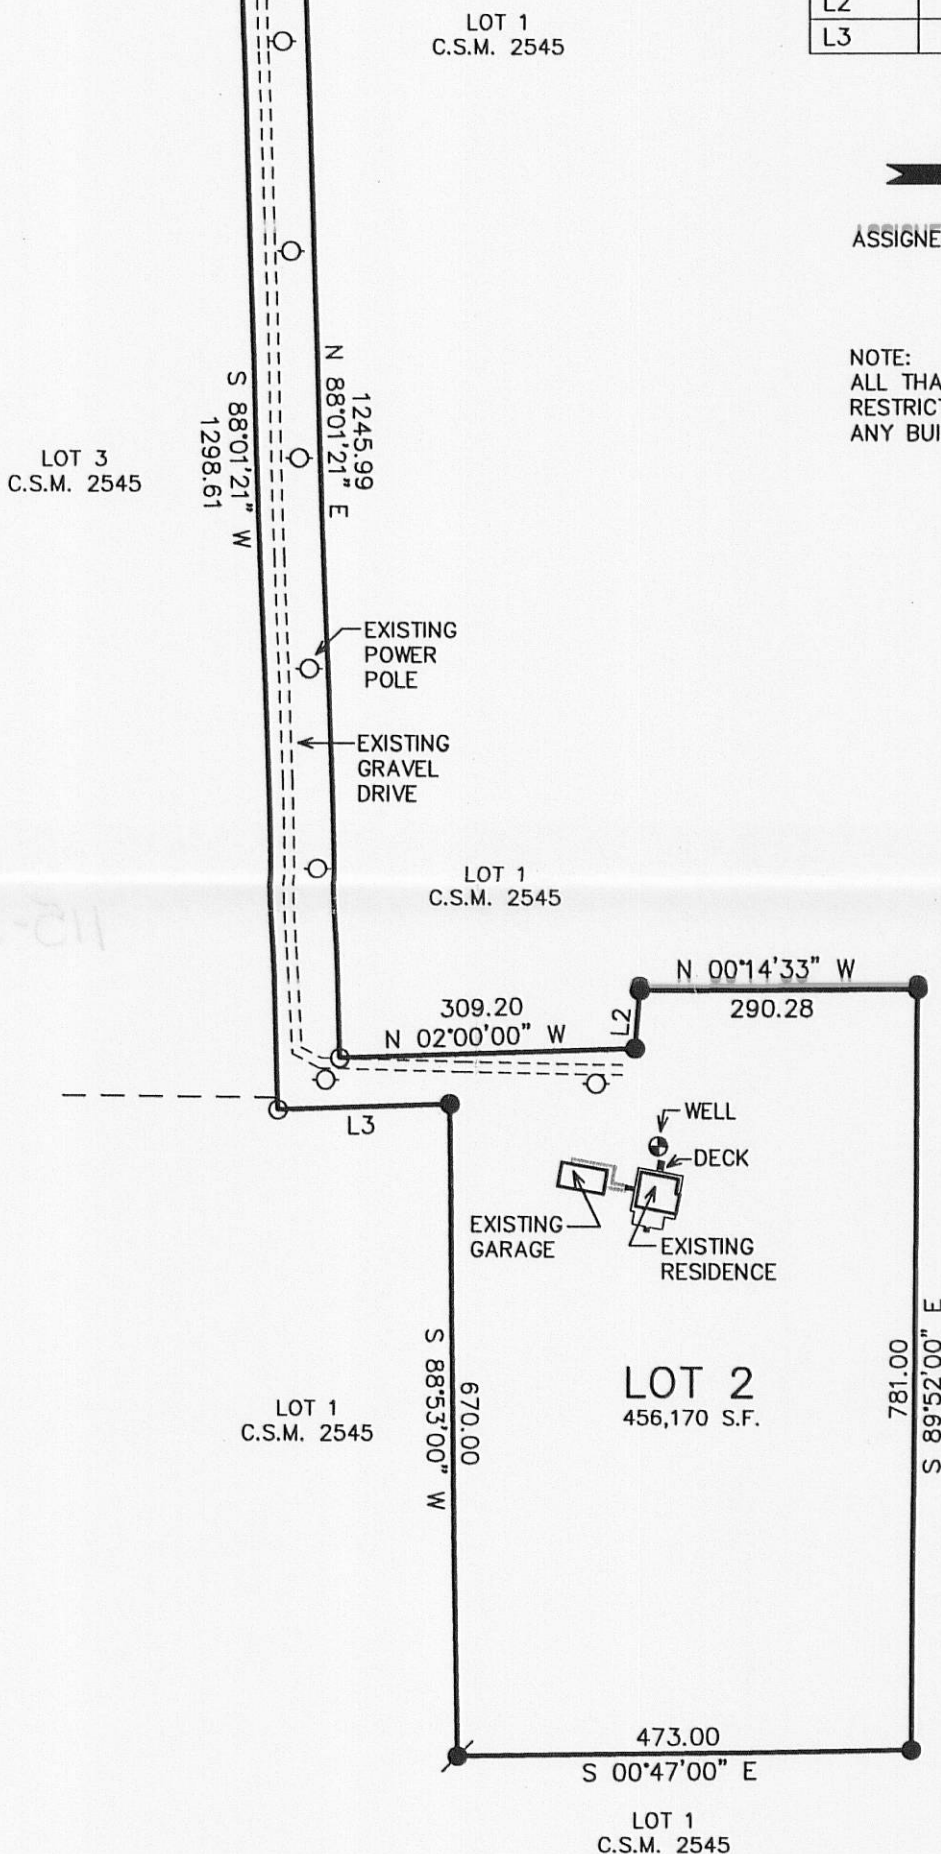 LOT 1
C.S.M. 2545
L2
L3
ASSIGNE
NOTE:
ALL THA
RESTRICT
ANY BUI
1245.99
N 88°01'21" E
S 88°01'21" W
1298.61
LOT 3
C.S.M. 2545
EXISTING
POWER
POLE
EXISTING
GRAVEL
DRIVE
LOT 1
C.S.M. 2545
N 00°14'33" W
290.28
309.20
N 02°00'00" W
L2
L3
WELL
DECK
EXISTING
GARAGE
EXISTING
RESIDENCE
S 88°53'00" W
670.00
LOT 2
456,170 S.F.
781.00
S 89°52'00" E
LOT 1
C.S.M. 2545
473.00
S 00°47'00" E
LOT 1
C.S.M. 2545